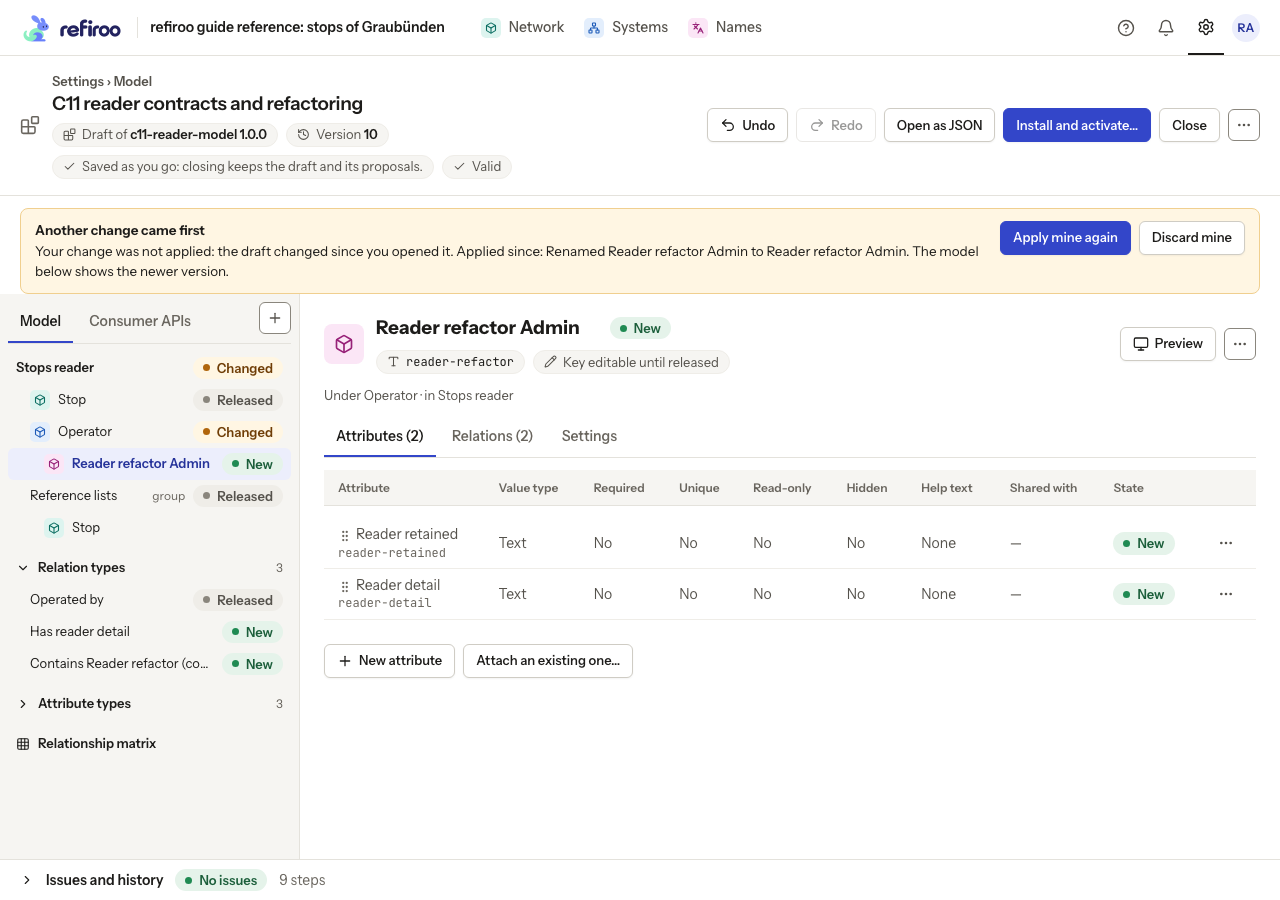 refiroo
refiroo guide reference: stops of Graubünden
Network
Systems
Names
RA
Settings › Model
C11 reader contracts and refactoring
Draft of c11-reader-model 1.0.0
Version 10
Saved as you go: closing keeps the draft and its proposals.
Valid
Undo
Redo
Open as JSON
Install and activate...
Close
Another change came first
Your change was not applied: the draft changed since you opened it. Applied since: Renamed Reader refactor Admin to Reader refactor Admin. The model
below shows the newer version.
Apply mine again
Discard mine
Model
Consumer APIs
Stops reader
Changed
Stop
Released
Operator
Changed
Reader refactor Admin
New
Reference lists
group
Released
Stop
Relation types
3
Operated by
Released
Has reader detail
New
Contains Reader refactor (co...
New
Attribute types
3
Relationship matrix
Reader refactor Admin
New
reader-refactor
Key editable until released
Preview
Under Operator · in Stops reader
Attributes (2)
Relations (2)
Settings
Attribute
Value type
Required
Unique
Read-only
Hidden
Help text
Shared with
State
Reader retained
reader-retained
Text
No
No
No
No
None
—
New
Reader detail
reader-detail
Text
No
No
No
No
None
—
New
New attribute
Attach an existing one...
Issues and history
No issues
9 steps